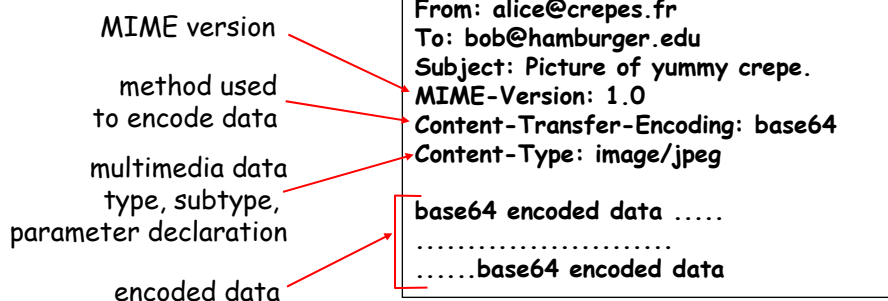 MIME version
method used
to encode data
multimedia data
type, subtype,
parameter declaration
encoded data
From: alice@crepes.fr
To: bob@hamburger.edu
Subject: Picture of yummy crepe.
MIME-Version: 1.0
Content-Transfer-Encoding: base64
Content-Type: image/jpeg
base64 encoded data .....
.........................
......base64 encoded data